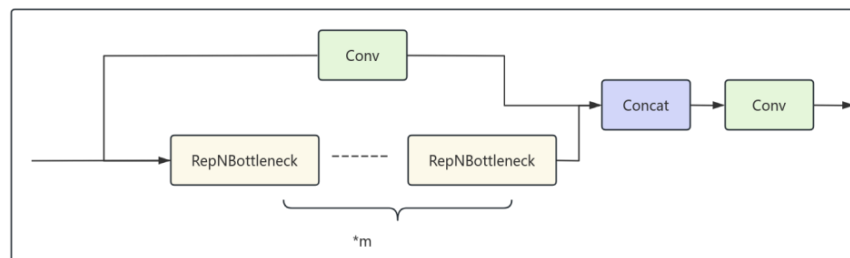 Conv
Concat
Conv
RepNBottleneck
RepNBottleneck
*m